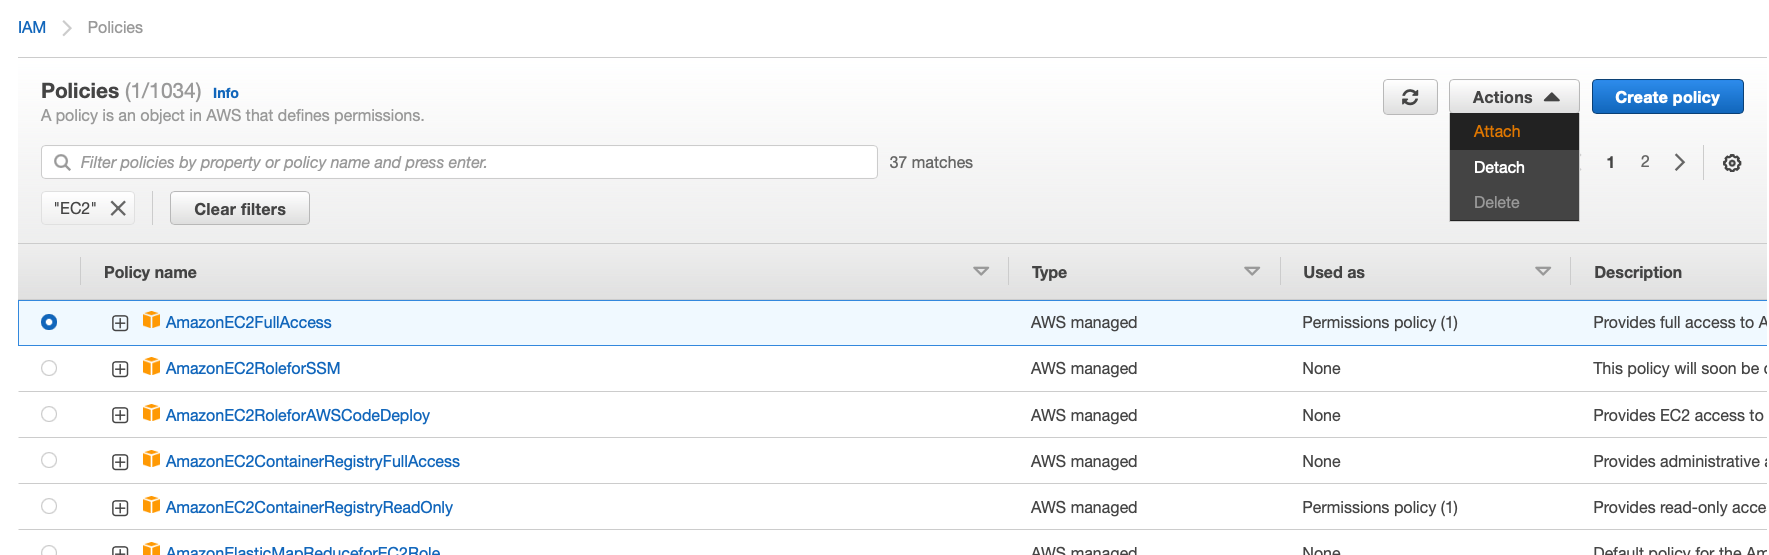 IAM Policies
Policies (1/1034) Info
A policy is an object in AWS that defines permissions.
Actions
Create policy
Attach
Detach
Delete
Filter policies by property or policy name and press enter.
37 matches
1 2
"EC2"
Clear filters
Policy name Type Used as Description
AmazonEC2FullAccess AWS managed Permissions policy (1) Provides full access to A
AmazonEC2RoleforSSM AWS managed None This policy will soon be
AmazonEC2RoleforAWSCodeDeploy AWS managed None Provides EC2 access to
AmazonEC2ContainerRegistryFullAccess AWS managed None Provides administrative
AmazonEC2ContainerRegistryReadOnly AWS managed Permissions policy (1) Provides read-only acce
AmazonElasticMapReduceforEC2Role AWS managed None Default policy for the Am